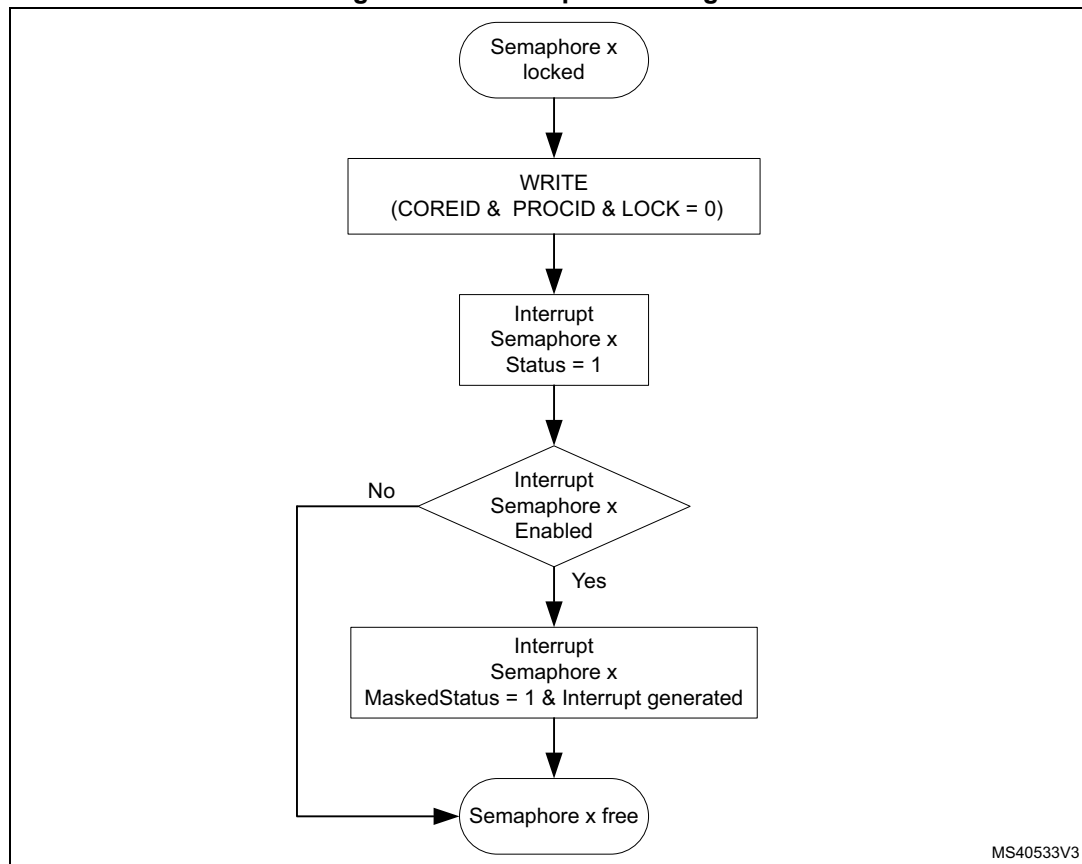 Semaphore x
locked
WRITE
(COREID & PROCID & LOCK = 0)
Interrupt
Semaphore x
Status = 1
Interrupt
Semaphore x
Enabled
No
Yes
Interrupt
Semaphore x
MaskedStatus = 1 & Interrupt generated
Semaphore x free
MS40533V3